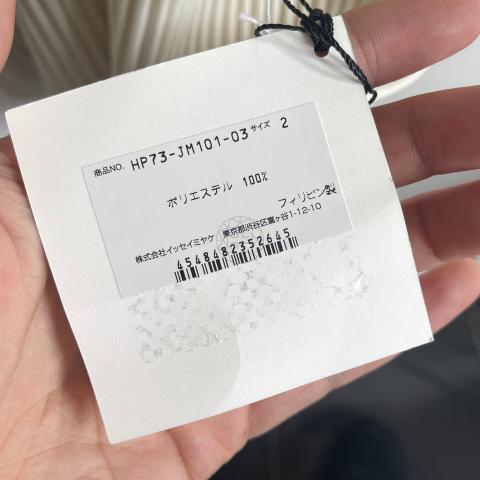 商品NO. HP73-JM101-03 サイズ 2
ポリエステル 100%
フィリピン製
株式会社イッセイミヤケ 東京都渋谷区富ヶ谷1-12-10
4548482352645